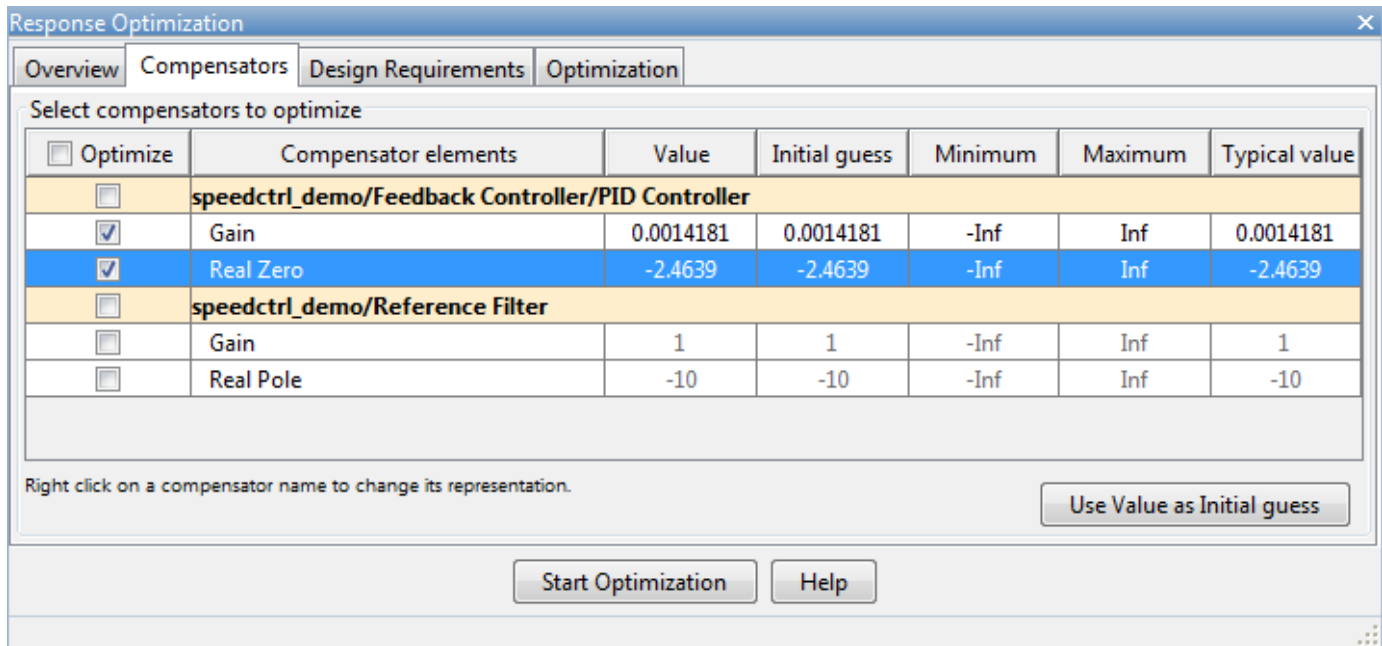 Response Optimization
Overview Compensators Design Requirements Optimization
Select compensators to optimize
Optimize Compensator elements Value Initial guess Minimum Maximum Typical value
speedctrl_demo/Feedback Controller/PID Controller
Gain 0.0014181 0.0014181 -Inf Inf 0.0014181
Real Zero -2.4639 -2.4639 -Inf Inf -2.4639
speedctrl_demo/Reference Filter
Gain 1 1 -Inf Inf 1
Real Pole -10 -10 -Inf Inf -10
Right click on a compensator name to change its representation.
Use Value as Initial guess
Start Optimization Help